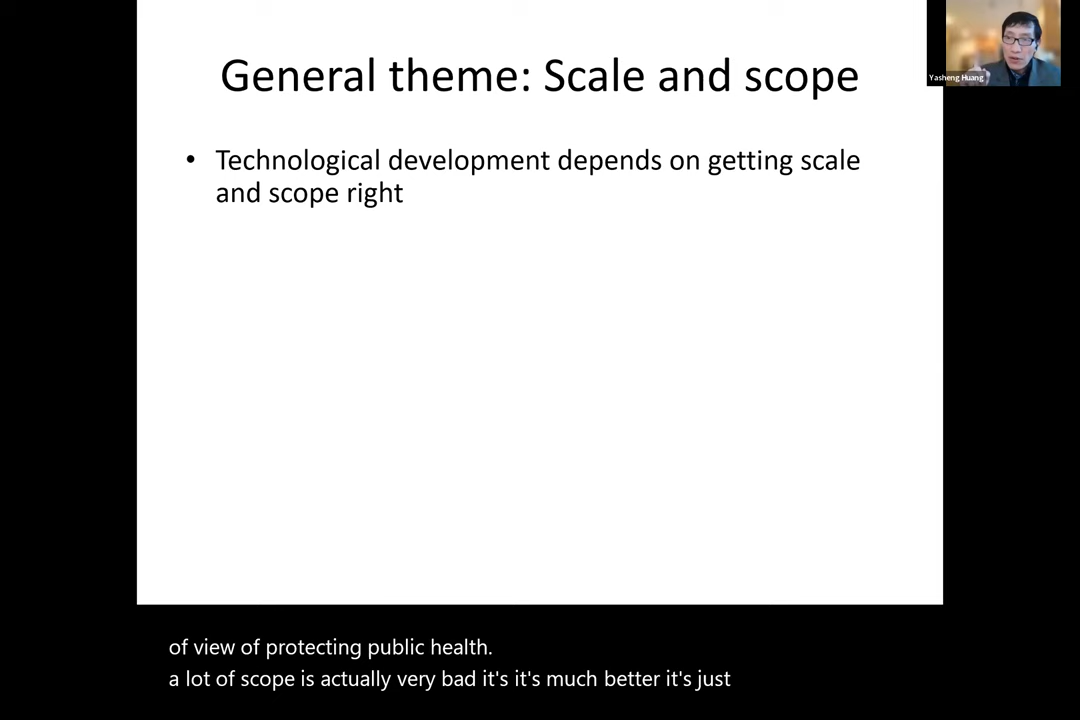 General theme: Scale and scope
Yasheng Huang
• Technological development depends on getting scale
and scope right
of view of protecting public health.
a lot of scope is actually very bad it's it's much better it's just